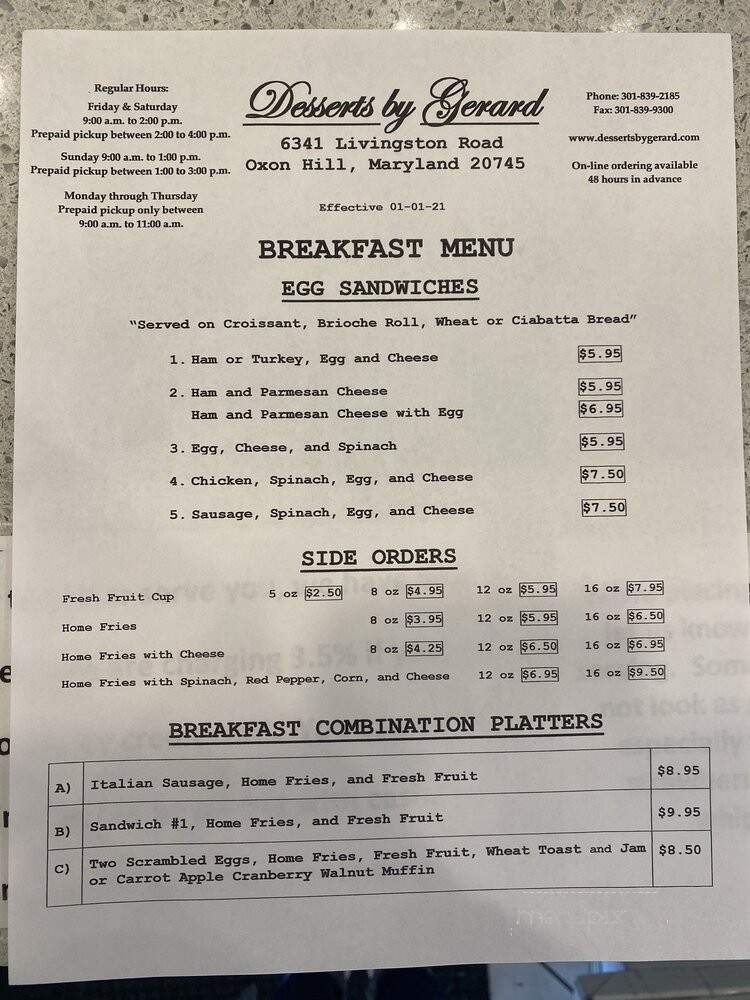 Regular Hours:
Friday & Saturday
9:00 a.m. to 2:00 p.m.
Prepaid pickup between 2:00 to 4:00 p.m.
Sunday 9:00 a.m. to 1:00 p.m.
Prepaid pickup between 1:00 to 3:00 p.m.
Monday through Thursday
Prepaid pickup only between
9:00 a.m. to 11:00 a.m.
Desserts by Gerard
6341 Livingston Road
Oxon Hill, Maryland 20745
Effective 01-01-21
Phone: 301-839-2185
Fax: 301-839-9300
www.dessertsbygerard.com
On-line ordering available
48 hours in advance
BREAKFAST MENU
EGG SANDWICHES
"Served on Croissant, Brioche Roll, Wheat or Ciabatta Bread"
1. Ham or Turkey, Egg and Cheese $5.95
2. Ham and Parmesan Cheese $5.95
Ham and Parmesan Cheese with Egg $6.95
3. Egg, Cheese, and Spinach $5.95
4. Chicken, Spinach, Egg, and Cheese $7.50
5. Sausage, Spinach, Egg, and Cheese $7.50
SIDE ORDERS
Fresh Fruit Cup 5 oz $2.50 8 oz $4.95 12 oz $5.95 16 oz $7.95
Home Fries 8 oz $3.95 12 oz $5.95 16 oz $6.50
Home Fries with Cheese 8 oz $4.25 12 oz $6.50 16 oz $6.95
Home Fries with Spinach, Red Pepper, Corn, and Cheese 12 oz $6.95 16 oz $9.50
BREAKFAST COMBINATION PLATTERS
A) Italian Sausage, Home Fries, and Fresh Fruit $8.95
B) Sandwich #1, Home Fries, and Fresh Fruit $9.95
C) Two Scrambled Eggs, Home Fries, Fresh Fruit, Wheat Toast and Jam $8.50
or Carrot Apple Cranberry Walnut Muffin